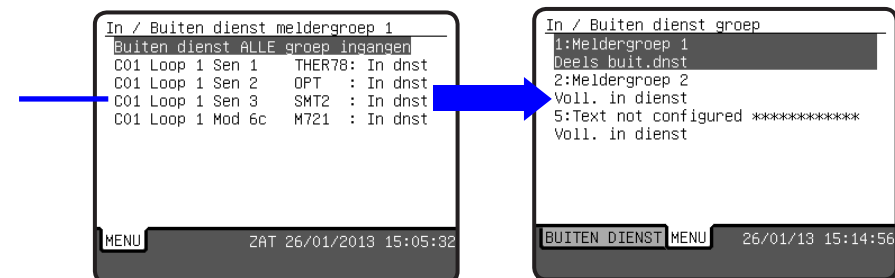 In / Buiten dienst meldergroep 1
Buiten dienst ALLE groep ingangen
C01 Loop 1 Sen 1 THER78: In dnst
C01 Loop 1 Sen 2 OPT : In dnst
C01 Loop 1 Sen 3 SMT2 : In dnst
C01 Loop 1 Mod 6c M721 : In dnst
MENU ZAT 26/01/2013 15:05:32
In / Buiten dienst groep
1:Meldergroep 1
Deels buit.dnst
2:Meldergroep 2
Voll. in dienst
5:Text not configured ************
Voll. in dienst
BUITEN DIENST MENU 26/01/13 15:14:56